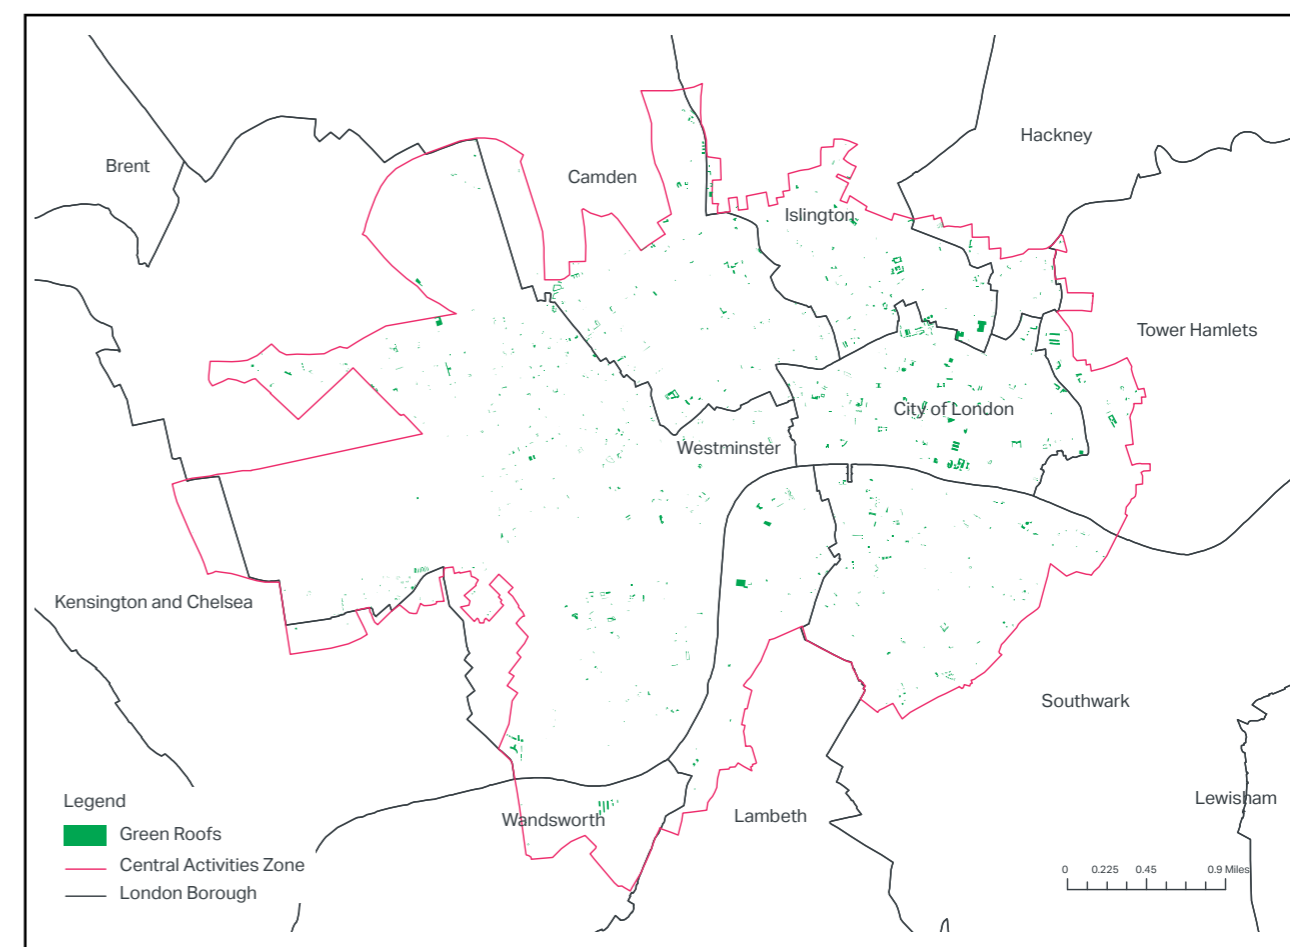 Brent
Camden
Hackney
Islington
Tower Hamlets
City of London
Westminster
Kensington and Chelsea
Southwark
Lewisham
Wandsworth
Lambeth
Legend
Green Roofs
Central Activities Zone
London Borough
0 0.225 0.45 0.9 Miles